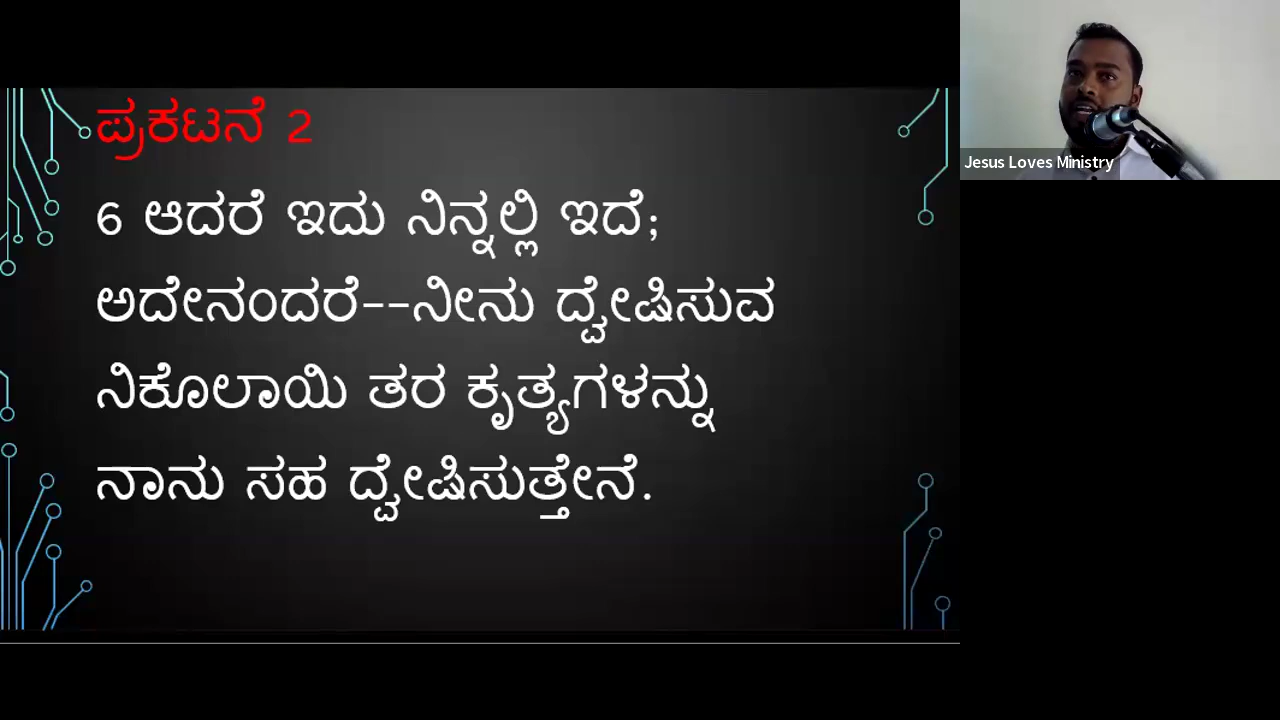 ಪ್ರಕಟನೆ 2
6 ಆದರೆ ಇದು ನಿನ್ನಲ್ಲಿ ಇದೆ;
ಅದೇನಂದರೆ--ನೀನು ದ್ವೇಷಿಸುವ
ನಿಕೊಲಾಯಿ ತರ ಕೃತ್ಯಗಳನ್ನು
ನಾನು ಸಹ ದ್ವೇಷಿಸುತ್ತೇನೆ.
Jesus Loves Ministry